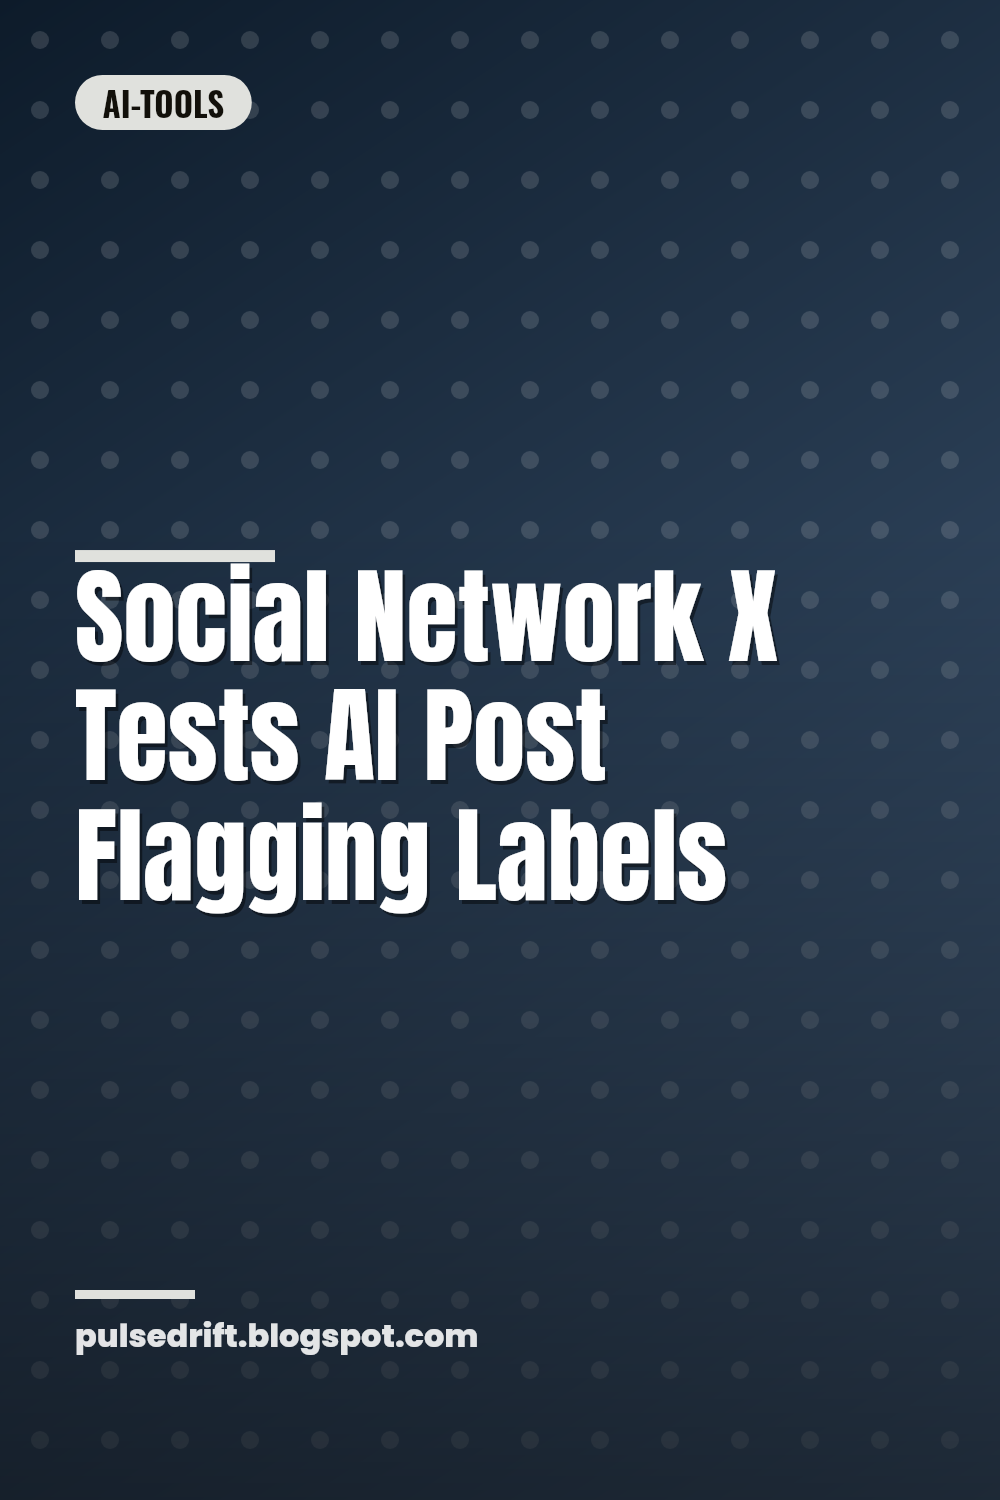 AI-TOOLS
Social Network X
Tests AI Post
Flagging Labels
pulsedrift.blogspot.com